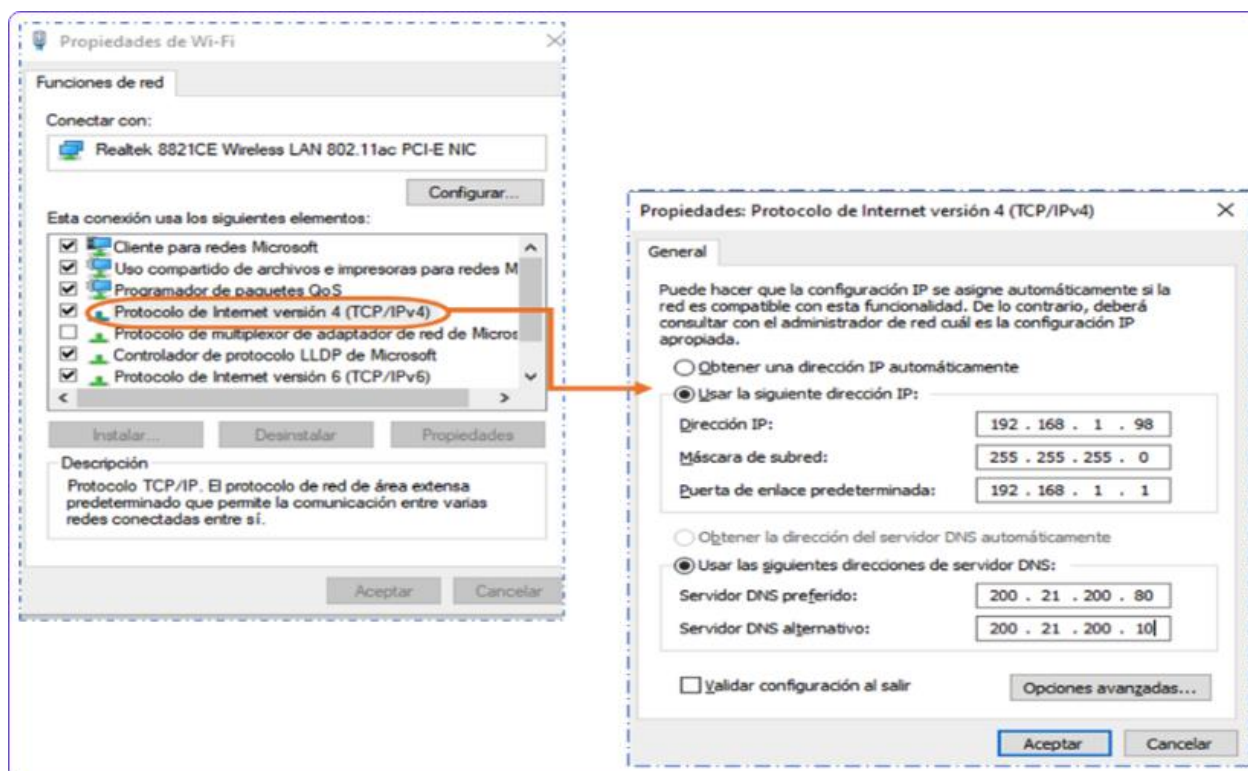 Propiedades de Wi-Fi
Funciones de red
Conectar con:
Realtek 8821CE Wireless LAN 802.11ac PCI-E NIC
Configurar...
Esta conexión usa los siguientes elementos:
Cliente para redes Microsoft
Uso compartido de archivos e impresoras para redes M
Programador de paquetes QoS
Protocolo de Internet versión 4 (TCP/IPv4)
Protocolo de multiplexor de adaptador de red de Micros
Controlador de protocolo LLDP de Microsoft
Protocolo de Internet versión 6 (TCP/IPv6)
Instalar...
Desinstalar
Propiedades
Descripción
Protocolo TCP/IP. El protocolo de red de área extensa
predeterminado que permite la comunicación entre varias
redes conectadas entre sí.
Aceptar
Cancelar
Propiedades: Protocolo de Internet versión 4 (TCP/IPv4)
General
Puede hacer que la configuración IP se asigne automáticamente si la
red es compatible con esta funcionalidad. De lo contrario, deberá
consultar con el administrador de red cuál es la configuración IP
apropiada.
Obtener una dirección IP automáticamente
Usar la siguiente dirección IP:
Dirección IP: 192 . 168 . 1 . 98
Máscara de subred: 255 . 255 . 255 . 0
Puerta de enlace predeterminada: 192 . 168 . 1 . 1
Obtener la dirección del servidor DNS automáticamente
Usar las siguientes direcciones de servidor DNS:
Servidor DNS preferido: 200 . 21 . 200 . 80
Servidor DNS alternativo: 200 . 21 . 200 . 10
Validar configuración al salir
Opciones avanzadas...
Aceptar
Cancelar